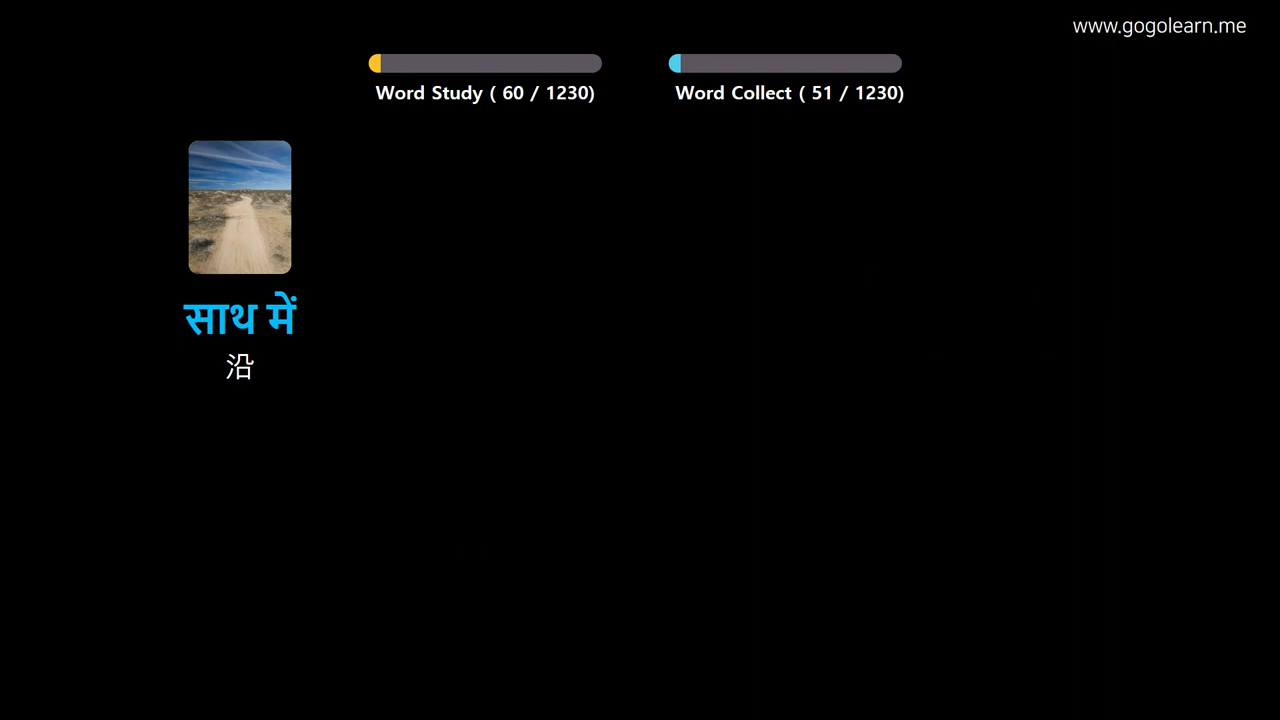 www.gogolearn.me
Word Study ( 60 / 1230)
Word Collect ( 51 / 1230)
साथ में
沿